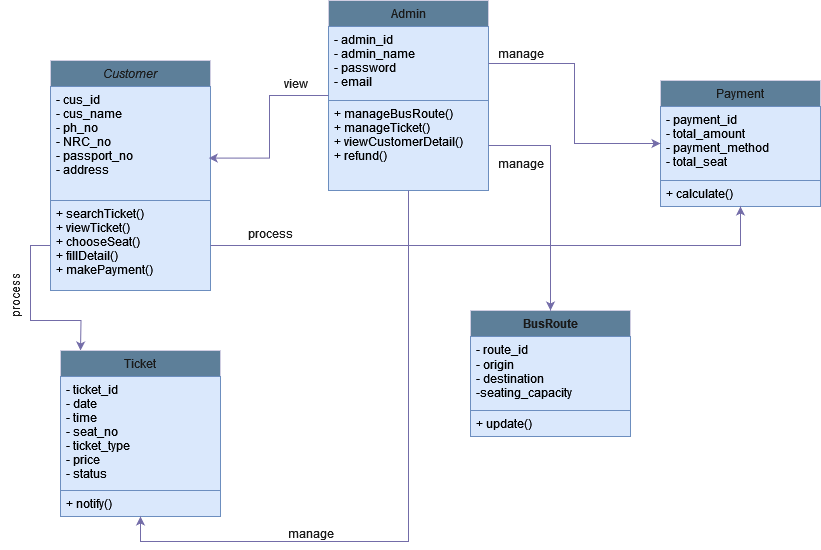 Admin
- admin_id
- admin_name
- password
- email
+ manageBusRoute()
+ manageTicket()
+ viewCustomerDetail()
+ refund()
manage
view
manage
Customer
- cus_id
- cus_name
- ph_no
- NRC_no
- passport_no
- address
+ searchTicket()
+ viewTicket()
+ chooseSeat()
+ fillDetail()
+ makePayment()
Payment
- payment_id
- total_amount
- payment_method
- total_seat
+ calculate()
process
process
BusRoute
- route_id
- origin
- destination
-seating_capacity
+ update()
Ticket
- ticket_id
- date
- time
- seat_no
- ticket_type
- price
- status
+ notify()
manage